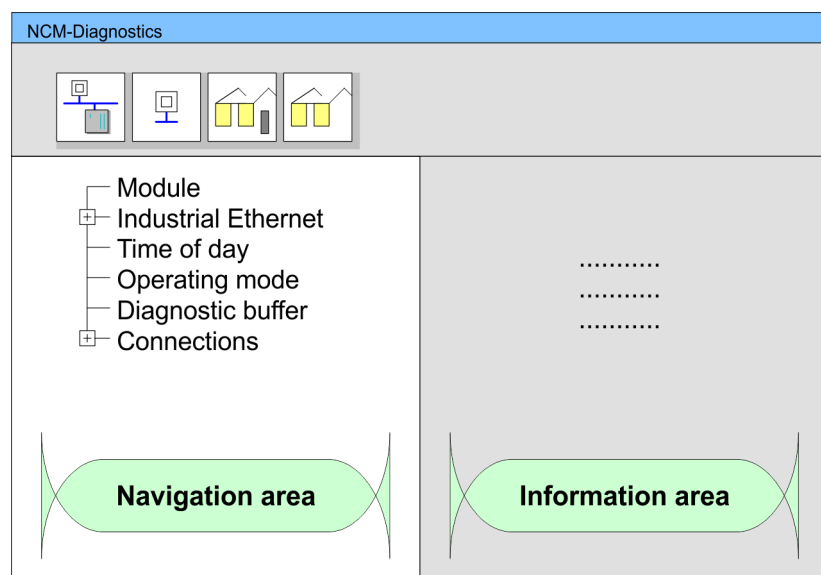 NCM-Diagnostics
Module
Industrial Ethernet
Time of day
Operating mode
Diagnostic buffer
Connections
...........
...........
...........
Navigation area
Information area